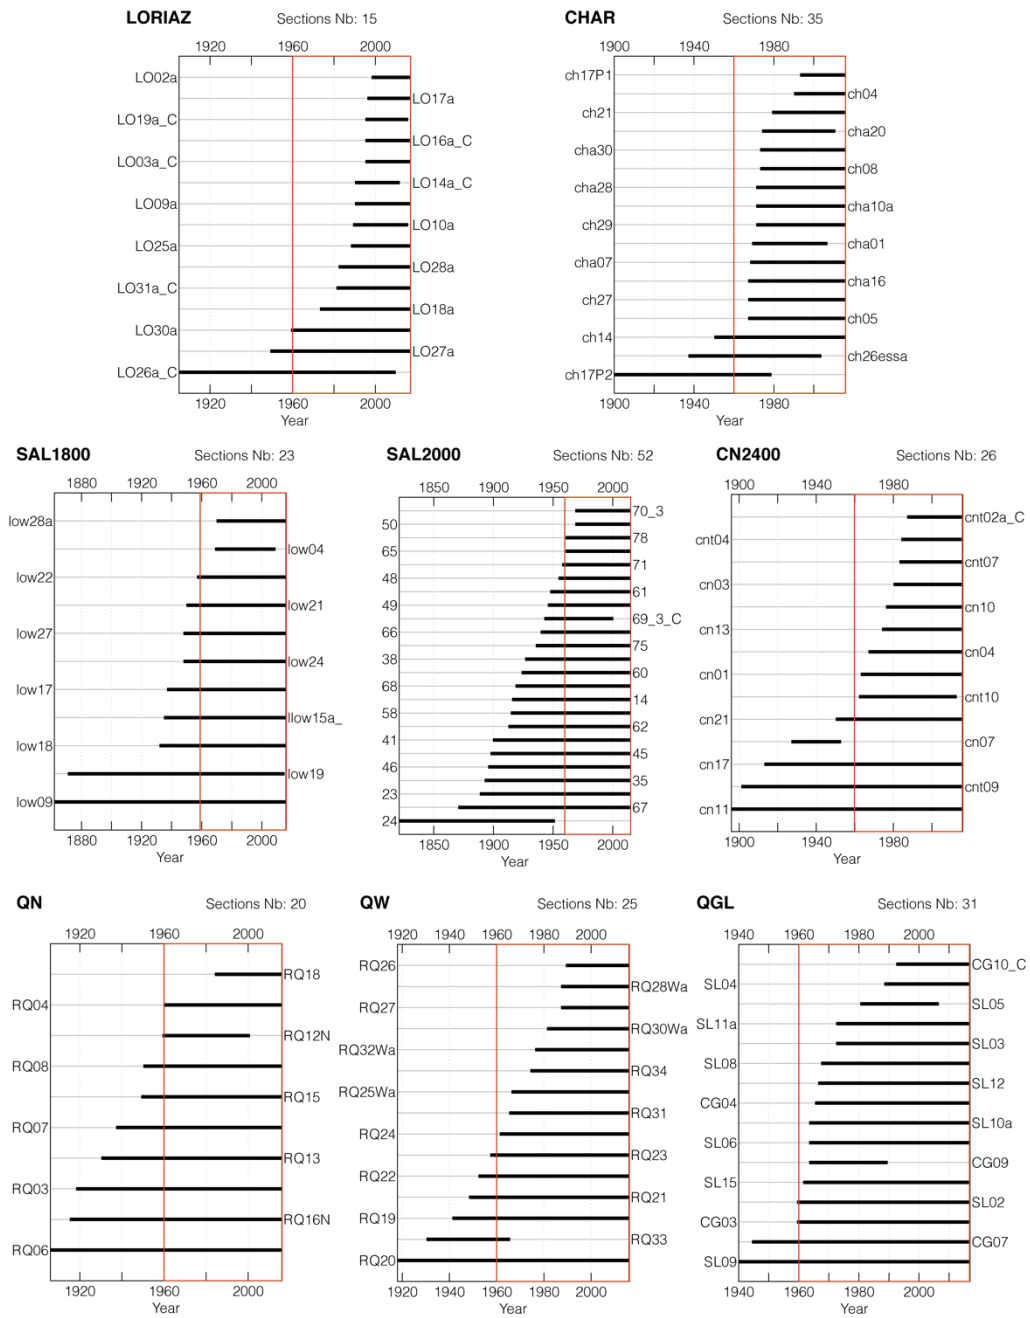 LORIAZ Sections Nb: 15
1920 1960 2000
LO02a
LO17a
LO19a_C
LO16a_C
LO03a_C
LO14a_C
LO09a
LO10a
LO25a
LO28a
LO31a_C
LO18a
LO30a
LO27a
LO26a_C
1920 1960 2000
Year
CHAR Sections Nb: 35
1900 1940 1980
ch17P1
ch04
ch21
cha20
cha30
ch08
cha28
cha10a
ch29
cha01
cha07
cha16
ch27
ch05
ch14
ch26essa
ch17P2
1900 1940 1980
Year
SAL1800 Sections Nb: 23
1880 1920 1960 2000
low28a
low04
low22
low21
low27
low24
low17
llow15a_
low18
low19
low09
1880 1920 1960 2000
Year
SAL2000 Sections Nb: 52
1850 1900 1950 2000
70_3
50
78
65
71
48
61
49
69_3_C
66
75
38
60
68
14
58
62
41
45
46
35
23
67
24
1850 1900 1950 2000
Year
CN2400 Sections Nb: 26
1900 1940 1980
cnt02a_C
cnt04
cnt07
cn03
cn10
cn13
cn04
cn01
cnt10
cn21
cn07
cn17
cnt09
cn11
1900 1940 1980
Year
QN Sections Nb: 20
1920 1960 2000
RQ18
RQ04
RQ12N
RQ08
RQ15
RQ07
RQ13
RQ03
RQ16N
RQ06
1920 1960 2000
Year
QW Sections Nb: 25
1920 1940 1960 1980 2000
RQ26
RQ28Wa
RQ27
RQ30Wa
RQ32Wa
RQ34
RQ25Wa
RQ31
RQ24
RQ23
RQ22
RQ21
RQ19
RQ33
RQ20
1920 1940 1960 1980 2000
Year
QGL Sections Nb: 31
1940 1960 1980 2000
CG10_C
SL04
SL05
SL11a
SL03
SL08
SL12
CG04
SL10a
SL06
CG09
SL15
SL02
CG03
CG07
SL09
1940 1960 1980 2000
Year